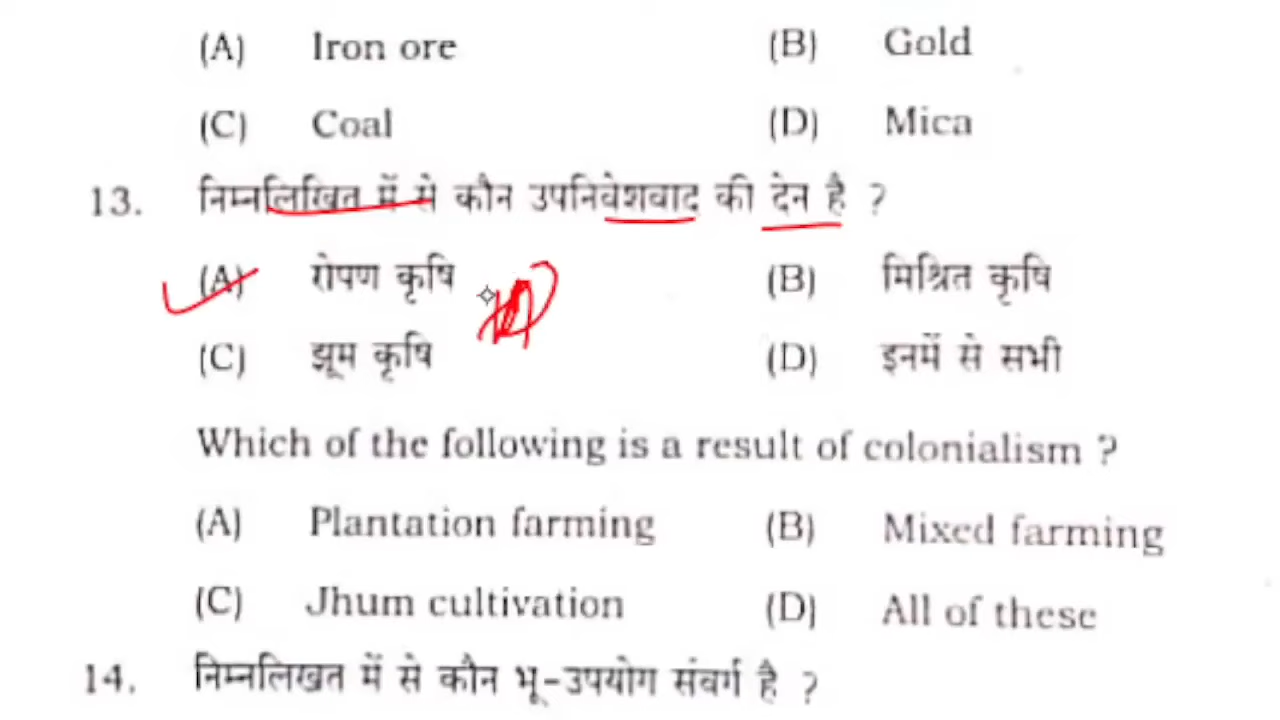 (A) Iron ore (B) Gold
(C) Coal (D) Mica
13. निम्नलिखित में से कौन उपनिवेशवाद की देन है ?
(A) रोपण कृषि (B) मिश्रित कृषि
(C) झूम कृषि (D) इनमें से सभी
Which of the following is a result of colonialism ?
(A) Plantation farming (B) Mixed farming
(C) Jhum cultivation (D) All of these
14. निम्नलिखत में से कौन भू-उपयोग संवर्ग है ?